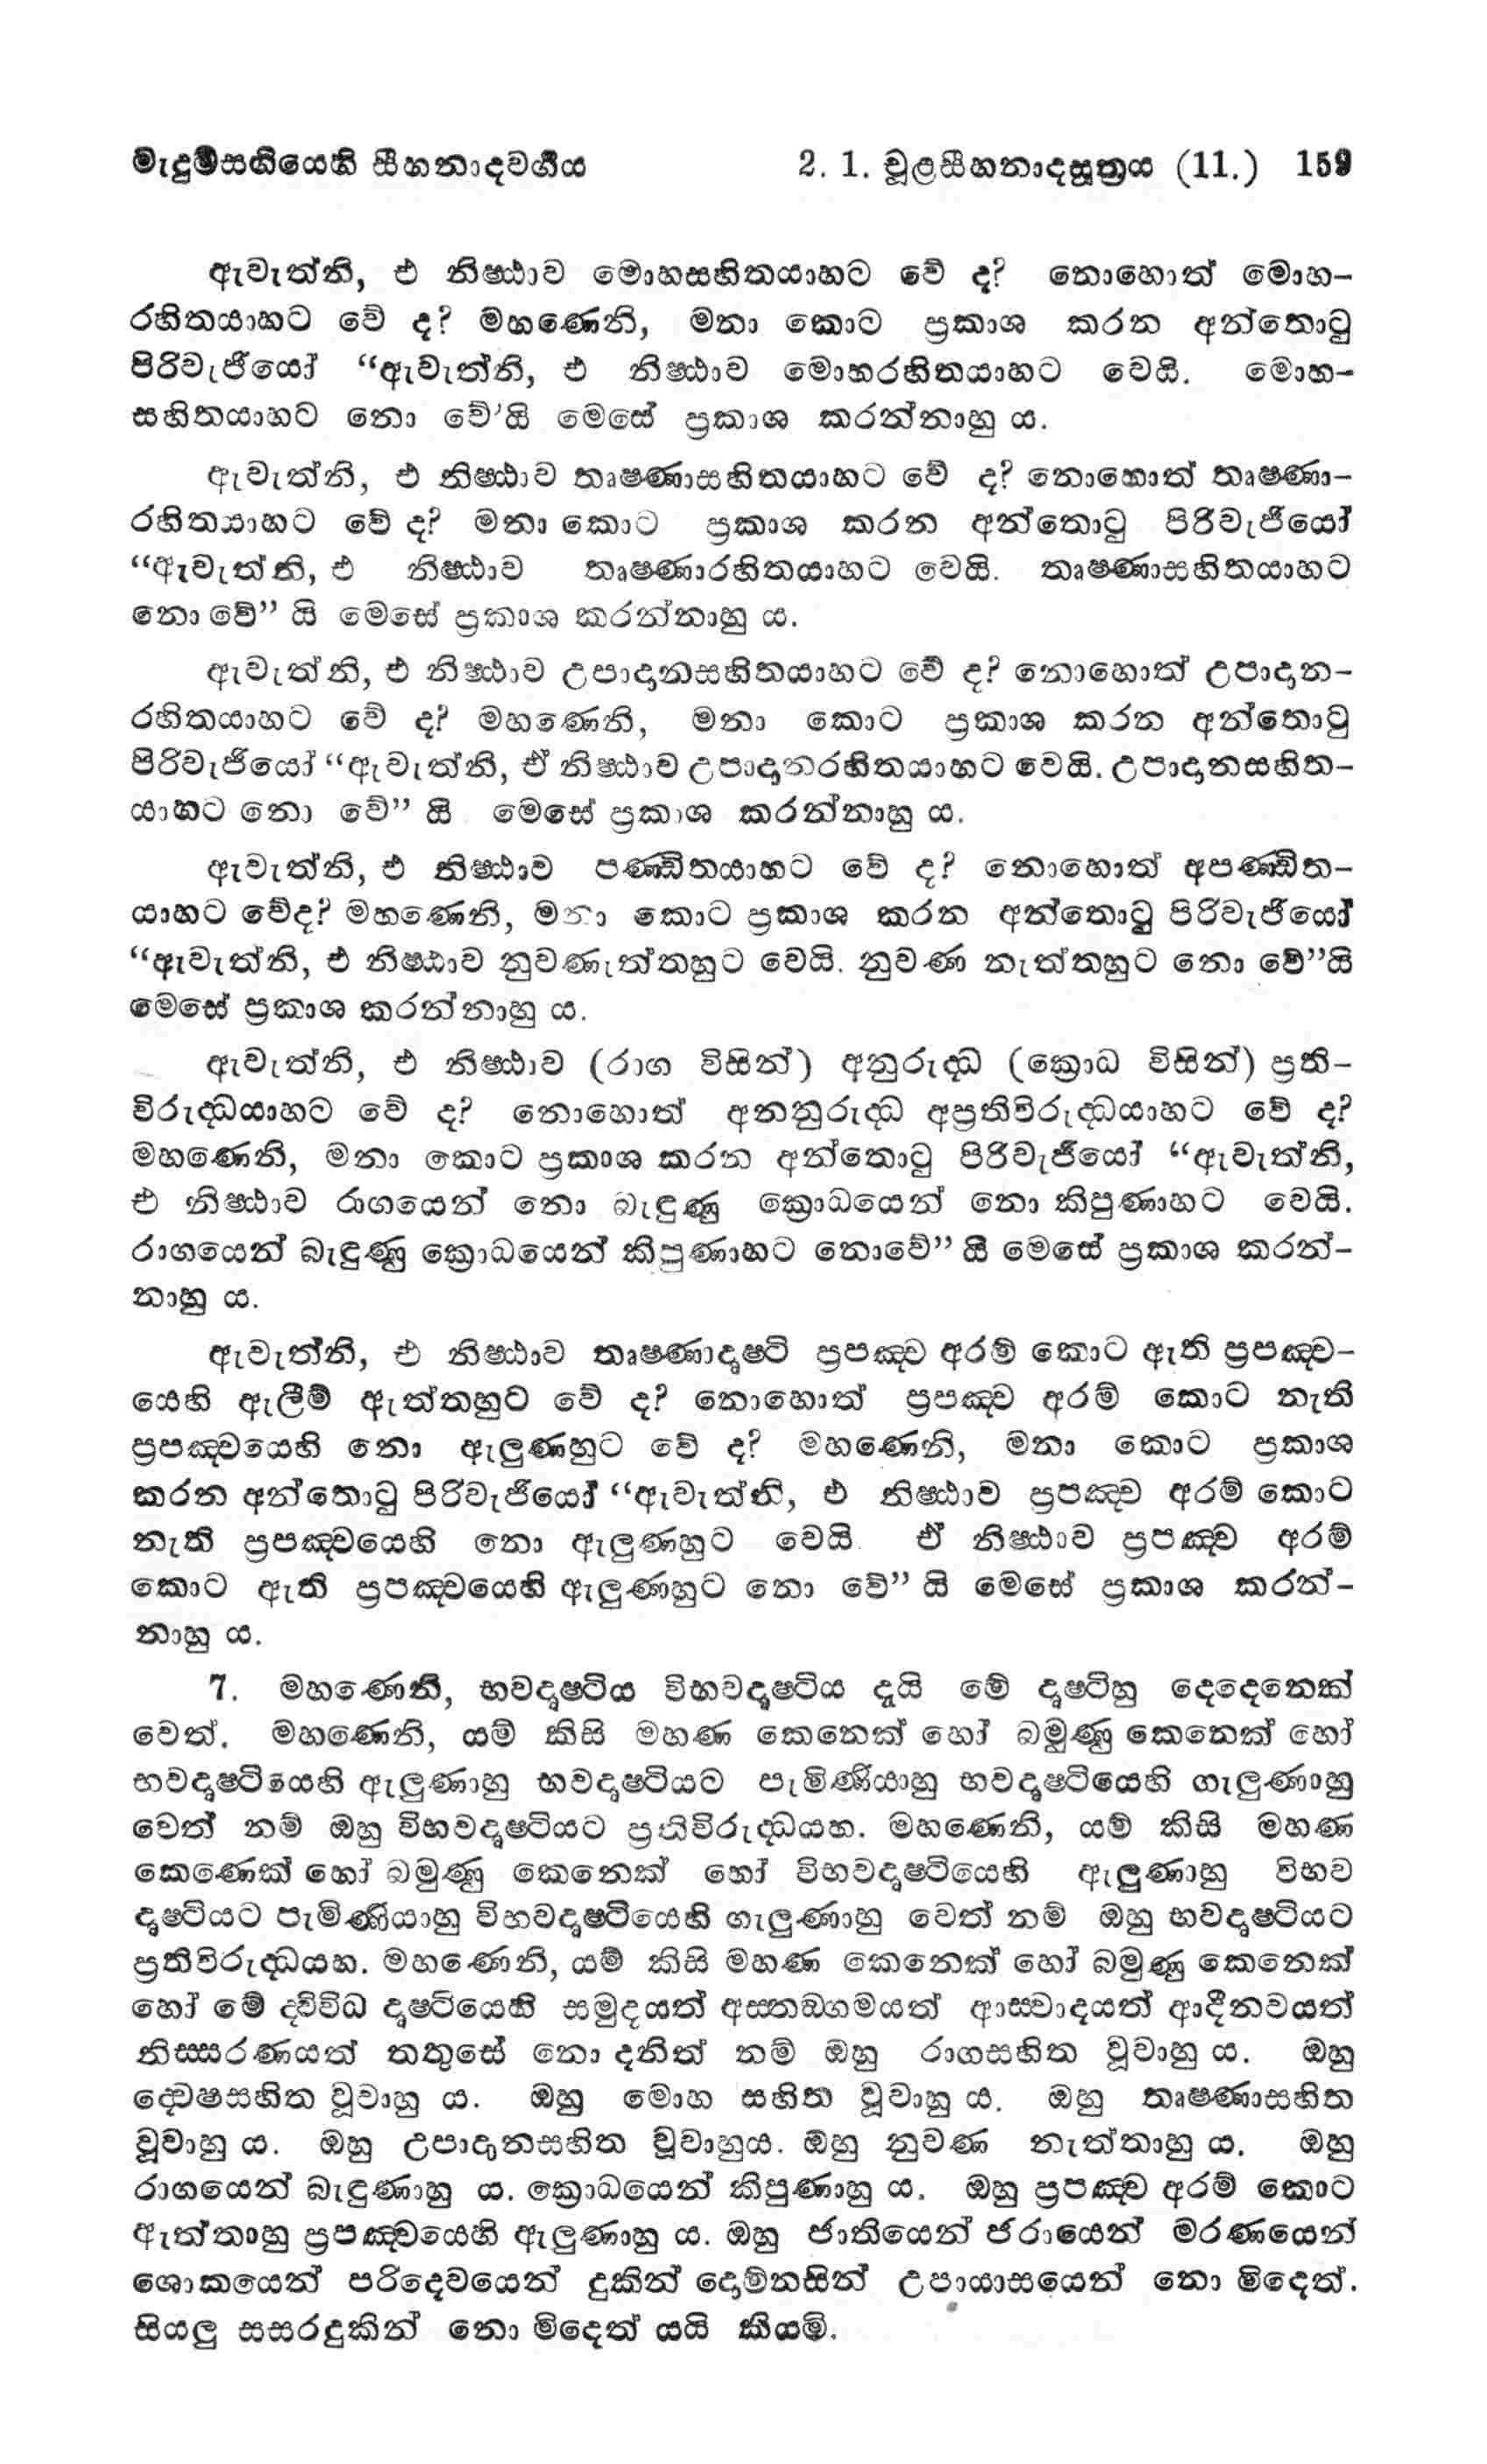 මැදුම්සඟියෙහි සීහනාදවර්‍ගය 2. 1. චූළසීහනාදසූත්‍රය (11.) 159
ඇවැත්නි, එ නිෂ්ඨාව මොහසහිතයාහට වේ ද? නොහොත් මොහ-
රහිතයාහට වේ ද? මහණෙනි, මනා කොට ප්‍රකාශ කරන අන්තොටු
පිරිවැජියෝ “ඇවැත්නි, එ නිෂ්ඨාව මොහරහිතයාහට වෙයි. මොහ-
සහිතයාහට නො වේ’යි මෙසේ ප්‍රකාශ කරන්නාහු ය.
ඇවැත්නි, එ නිෂ්ඨාව තෘෂ්ණාසහිතයාහට වේ ද? නොහොත් තෘෂ්ණා-
රහිතයාහට වේ ද? මනා කොට ප්‍රකාශ කරන අන්තොටු පිරිවැජියෝ
“ඇවැත්නි, එ නිෂ්ඨාව තෘෂ්ණාරහිතයාහට වෙයි. තෘෂ්ණාසහිතයාහට
නො වේ” යි මෙසේ ප්‍රකාශ කරන්නාහු ය.
ඇවැත්නි, එ නිෂ්ඨාව උපාදානසහිතයාහට වේ ද? නොහොත් උපාදාන-
රහිතයාහට වේ ද? මහණෙනි, මනා කොට ප්‍රකාශ කරන අන්තොටු
පිරිවැජියෝ “ඇවැත්නි, ඒ නිෂ්ඨාව උපාදානරහිතයාහට වෙයි. උපාදානසහිත-
යාහට නො වේ” යි මෙසේ ප්‍රකාශ කරන්නාහු ය.
ඇවැත්නි, එ නිෂ්ඨාව පණ්ඩිතයාහට වේ ද? නොහොත් අපණ්ඩිත-
යාහට වේද? මහණෙනි, මනා කොට ප්‍රකාශ කරන අන්තොටු පිරිවැජියෝ
“ඇවැත්නි, එ නිෂ්ඨාව නුවණැත්තහුට වෙයි. නුවණ නැත්තහුට නො වේ”යි
මෙසේ ප්‍රකාශ කරන්නාහු ය.
ඇවැත්නි, එ නිෂ්ඨාව (රාග විසින්) අනුරුද්ධ (ක්‍රොධ විසින්) ප්‍රති-
විරුද්ධයාහට වේ ද? නොහොත් අනනුරුද්ධ අප්‍රතිවිරුද්ධයාහට වේ ද?
මහණෙනි, මනා කොට ප්‍රකාශ කරන අන්තොටු පිරිවැජියෝ “ඇවැත්නි,
එ නිෂ්ඨාව රාගයෙන් නො බැඳුණු ක්‍රොධයෙන් නො කිපුණාහට වෙයි.
රාගයෙන් බැඳුණු ක්‍රොධයෙන් කිපුණාහට නොවේ” යි මෙසේ ප්‍රකාශ කරන්-
නාහු ය.
ඇවැත්නි, එ නිෂ්ඨාව තෘෂ්ණාදෘෂ්ටි ප්‍රපඤ්ච අරම් කොට ඇති ප්‍රපඤ්ච-
යෙහි ඇලීම් ඇත්තහුට වේ ද? නොහොත් ප්‍රපඤ්ච අරම් කොට නැති
ප්‍රපඤ්චයෙහි නො ඇලුණහුට වේ ද? මහණෙනි, මනා කොට ප්‍රකාශ
කරන අන්තොටු පිරිවැජියෝ “ඇවැත්නි, එ නිෂ්ඨාව ප්‍රපඤ්ච අරම් කොට
නැති ප්‍රපඤ්චයෙහි නො ඇලුණහුට වෙයි. ඒ නිෂ්ඨාව ප්‍රපඤ්ච අරම්
කොට ඇති ප්‍රපඤ්චයෙහි ඇලුණහුට නො වේ” යි මෙසේ ප්‍රකාශ කරන්-
නාහු ය.
7. මහණෙනි, භවදෘෂ්ටිය විභවදෘෂ්ටිය දැයි මේ දෘෂ්ටිහු දෙදෙනෙක්
වෙත්. මහණෙනි, යම් කිසි මහණ කෙනෙක් හෝ බමුණු කෙනෙක් හෝ
භවදෘෂ්ටියෙහි ඇලුණාහු භවදෘෂ්ටියට පැමිණියාහු භවදෘෂ්ටියෙහි ගැලුණාහු
වෙත් නම් ඔහු විභවදෘෂ්ටියට ප්‍රතිවිරුද්ධයහ. මහණෙනි, යම් කිසි මහණ
කෙණෙක් හෝ බමුණු කෙනෙක් හෝ විභවදෘෂ්ටියෙහි ඇලුණාහු විභව
දෘෂ්ටියට පැමිණියාහු විභවදෘෂ්ටියෙහි ගැලුණාහු වෙත් නම් ඔහු භවදෘෂ්ටියට
ප්‍රතිවිරුද්ධයහ. මහණෙනි, යම් කිසි මහණ කෙනෙක් හෝ බමුණු කෙනෙක්
හෝ මේ ද්විවිධ දෘෂ්ටියෙහි සමුදයත් අස්තඞ්ගමයත් ආස්වාදයත් ආදීනවයත්
නිස්සරණයත් තතුසේ නො දනිත් නම් ඔහු රාගසහිත වූවාහු ය. ඔහු
ද්වෙෂසහිත වූවාහු ය. ඔහු මොහ සහිත වූවාහු ය. ඔහු තෘෂ්ණාසහිත
වූවාහු ය. ඔහු උපාදානසහිත වූවාහුය. ඔහු නුවණ නැත්තාහු ය. ඔහු
රාගයෙන් බැඳුණාහු ය. ක්‍රොධයෙන් කිපුණාහු ය. ඔහු ප්‍රපඤ්ච අරම් කොට
ඇත්තාහු ප්‍රපඤ්චයෙහි ඇලුණාහු ය. ඔහු ජාතියෙන් ජරායෙන් මරණයෙන්
ශොකයෙන් පරිදෙවයෙන් දුකින් දොම්නසින් උපායාසයෙන් නො මිදෙත්.
සියලු සසරදුකින් නො මිදෙත් යයි කියමි.